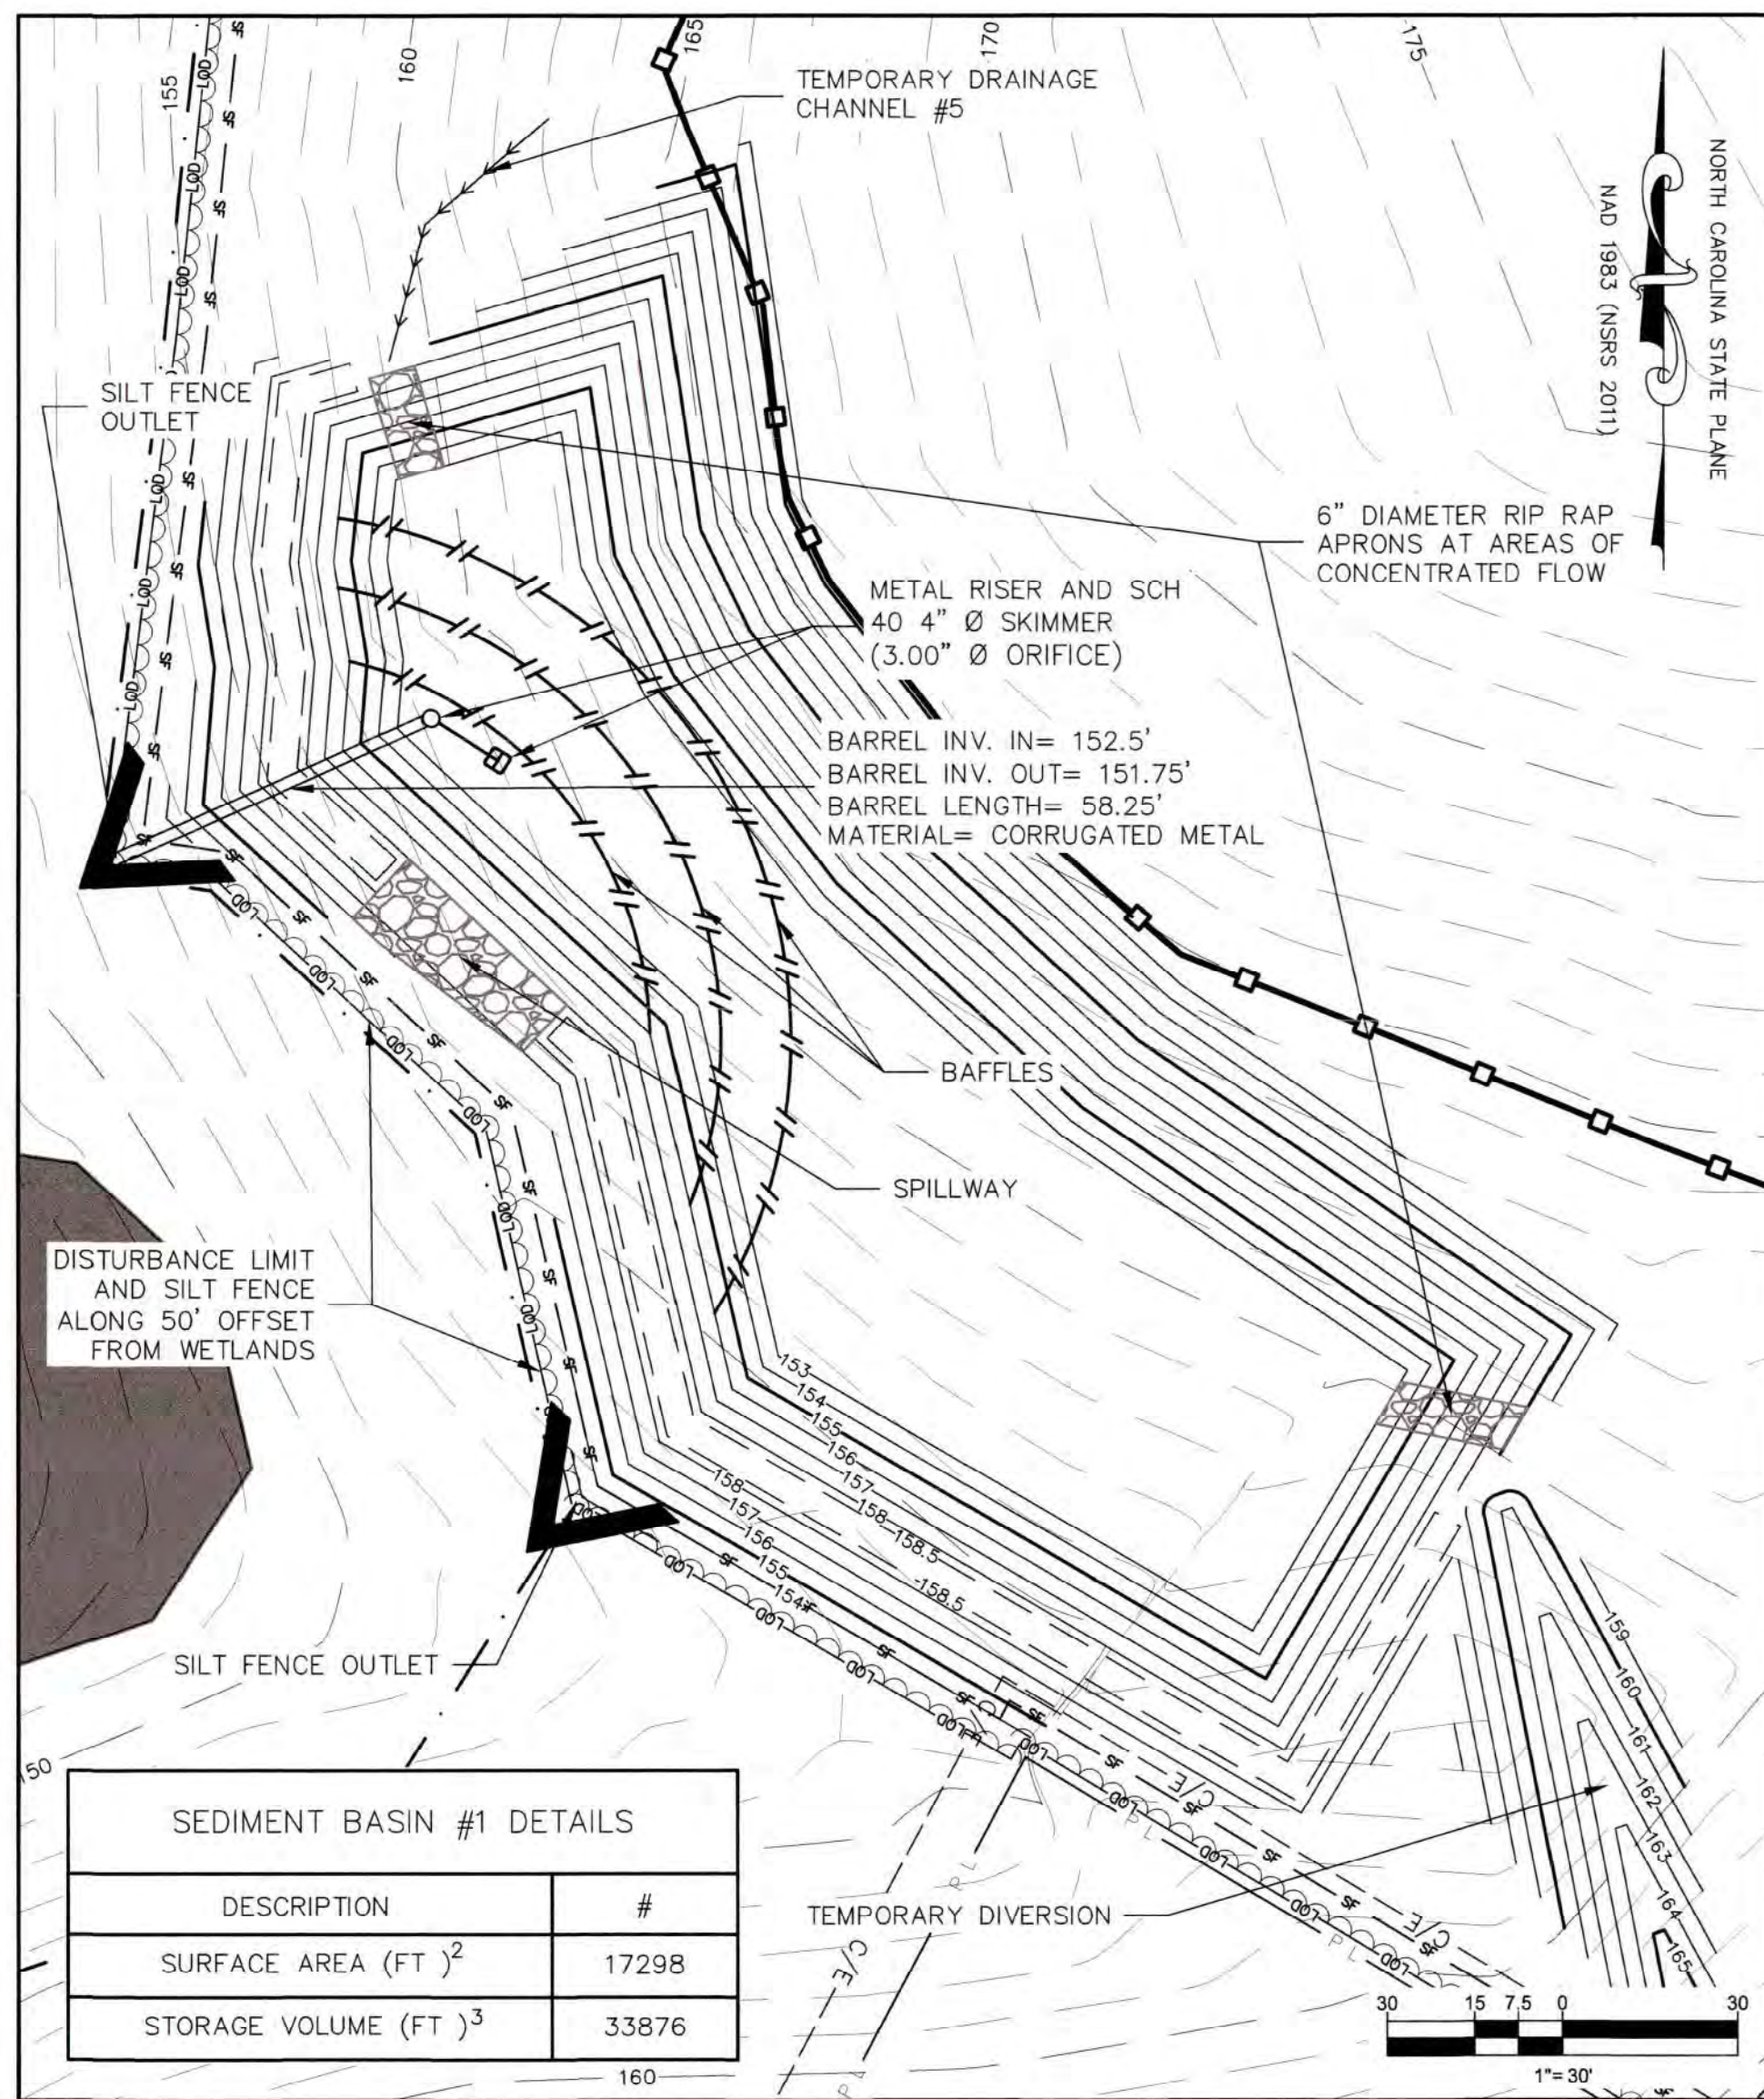 155
160
165
170
175
TEMPORARY DRAINAGE
CHANNEL #5
NORTH CAROLINA STATE PLANE
NAD 1983 (NSRS 2011)
SILT FENCE
OUTLET
6" DIAMETER RIP RAP
APRONS AT AREAS OF
CONCENTRATED FLOW
METAL RISER AND SCH
40 4" Ø SKIMMER
(3.00" Ø ORIFICE)
BARREL INV. IN= 152.5'
BARREL INV. OUT= 151.75'
BARREL LENGTH= 58.25'
MATERIAL= CORRUGATED METAL
BAFFLES
SPILLWAY
DISTURBANCE LIMIT
AND SILT FENCE
ALONG 50' OFFSET
FROM WETLANDS
153
154
155
156
157
158
158.5
158
157
156
155
154
158.5
SILT FENCE OUTLET
159
160
161
162
163
164
165
TEMPORARY DIVERSION
LOD
SF
C/E
C/E
C/E
PL
PL
SEDIMENT BASIN #1 DETAILS
DESCRIPTION #
SURFACE AREA (FT )2 17298
STORAGE VOLUME (FT )3 33876
160
30 15 7.5 0 30
1"=30'